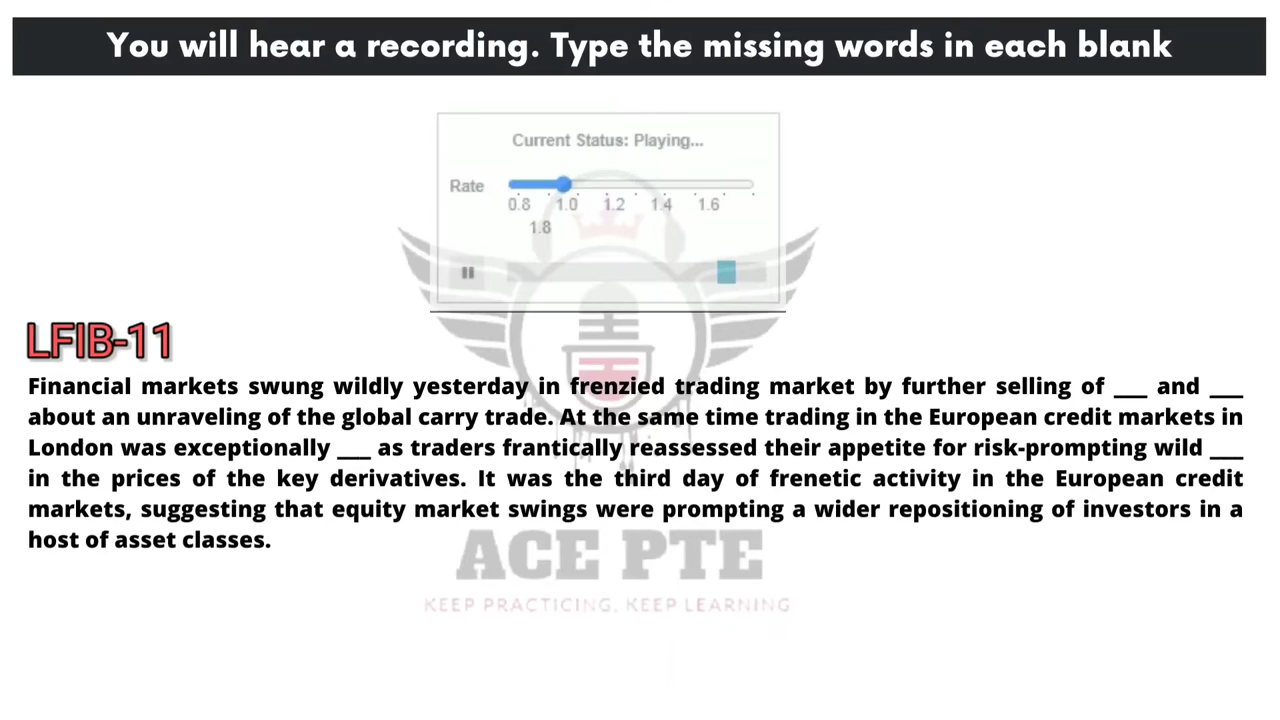 You will hear a recording. Type the missing words in each blank
Current Status: Playing...
Rate
0.8 1.0 1.2 1.4 1.6
1.8
LFIB-11
Financial markets swung wildly yesterday in frenzied trading market by further selling of ___ and ___
about an unraveling of the global carry trade. At the same time trading in the European credit markets in
London was exceptionally ___ as traders frantically reassessed their appetite for risk-prompting wild ___
in the prices of the key derivatives. It was the third day of frenetic activity in the European credit
markets, suggesting that equity market swings were prompting a wider repositioning of investors in a
host of asset classes.
ACE PTE
KEEP PRACTICING, KEEP LEARNING